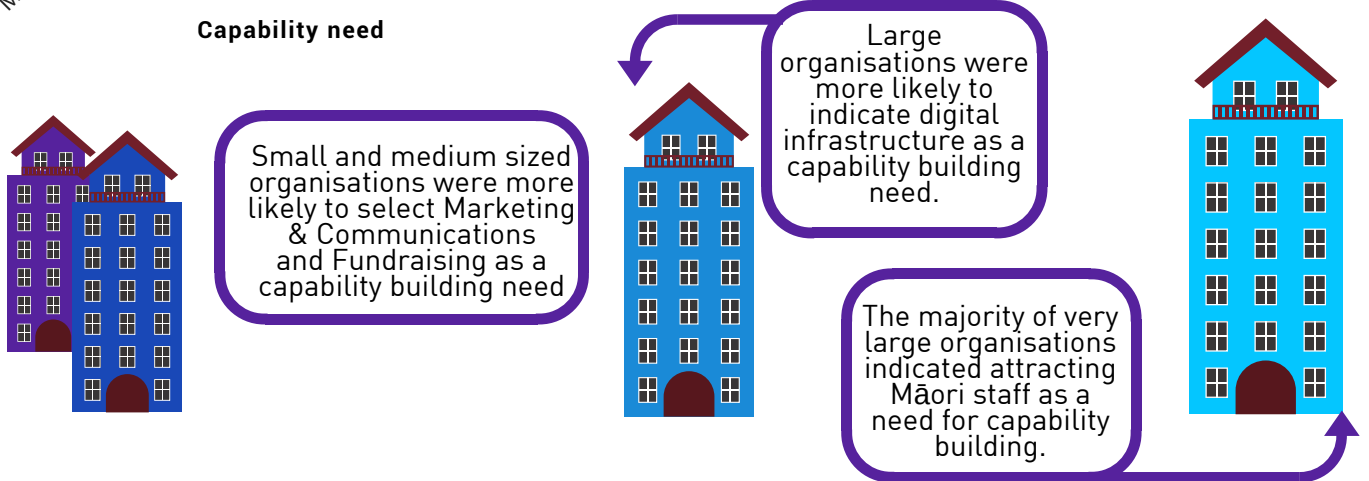 Capability need
Small and medium sized
organisations were more
likely to select Marketing
& Communications
and Fundraising as a
capability building need
Large
organisations were
more likely to
indicate digital
infrastructure as a
capability building
need.
The majority of very
large organisations
indicated attracting
Māori staff as a
need for capability
building.